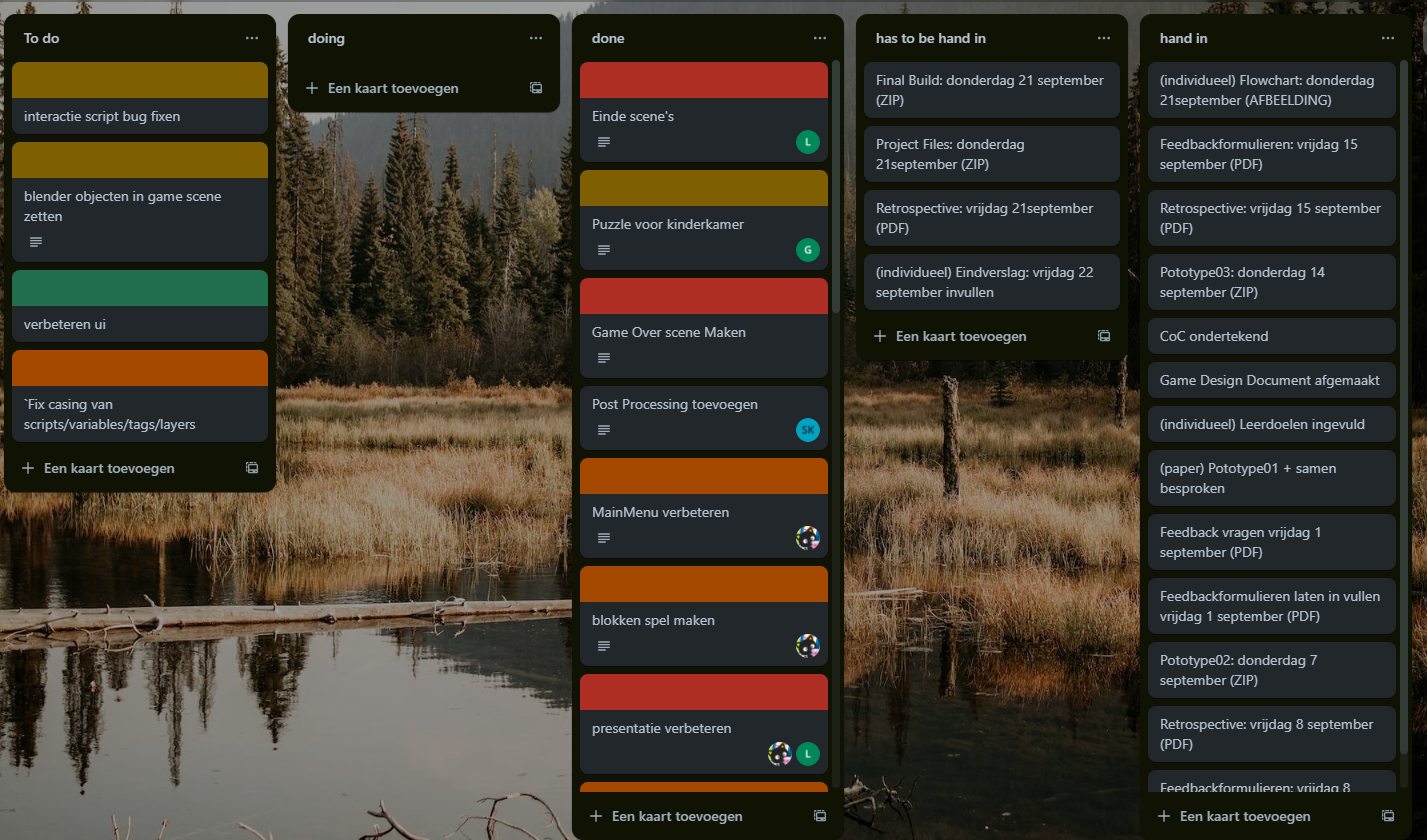 To do
interactie script bug fixen
blender objecten in game scene
zetten
verbeteren ui
`Fix casing van
scripts/variables/tags/layers
Een kaart toevoegen
doing
Een kaart toevoegen
done
Einde scene's
L
Puzzle voor kinderkamer
G
Game Over scene Maken
Post Processing toevoegen
SK
MainMenu verbeteren
blokken spel maken
presentatie verbeteren
L
Een kaart toevoegen
has to be hand in
Final Build: donderdag 21 september
(ZIP)
Project Files: donderdag
21september (ZIP)
Retrospective: vrijdag 21september
(PDF)
(individueel) Eindverslag: vrijdag 22
september invullen
Een kaart toevoegen
hand in
(individueel) Flowchart: donderdag
21september (AFBEELDING)
Feedbackformulieren: vrijdag 15
september (PDF)
Retrospective: vrijdag 15 september
(PDF)
Pototype03: donderdag 14
september (ZIP)
CoC ondertekend
Game Design Document afgemaakt
(individueel) Leerdoelen ingevuld
(paper) Pototype01 + samen
besproken
Feedback vragen vrijdag 1
september (PDF)
Feedbackformulieren laten in vullen
vrijdag 1 september (PDF)
Pototype02: donderdag 7
september (ZIP)
Retrospective: vrijdag 8 september
(PDF)
Feedbackformulieren: vrijdag 8
Een kaart toevoegen